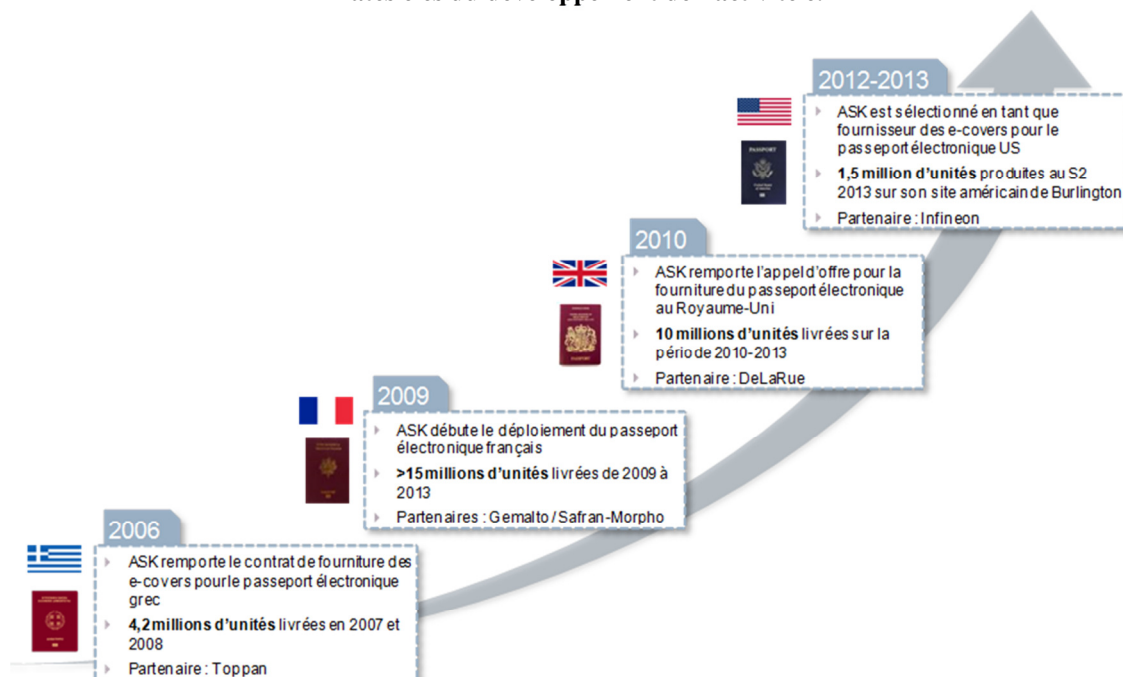 2012-2013
ASK est sélectionné en tant que
fournisseur des e-covers pour le
passeport électronique US
1,5 million d'unités produites au S2
2013 sur son site américain de Burlington
Partenaire : Infineon
PASSPORT
2010
ASK remporte l'appel d'offre pour la
fourniture du passeport électronique
au Royaume-Uni
10 millions d'unités livrées sur la
période 2010-2013
Partenaire : DeLaRue
2009
ASK débute le déploiement du passeport
électronique français
>15 millions d'unités livrées de 2009 à
2013
Partenaires : Gemalto / Safran-Morpho
2006
ASK remporte le contrat de fourniture des
e-covers pour le passeport électronique
grec
4,2 millions d'unités livrées en 2007 et
2008
Partenaire : Toppan